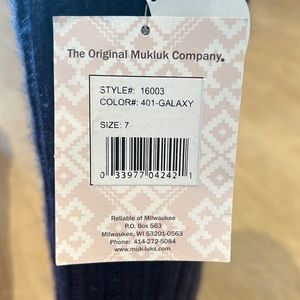 The Original Mukluk Company®
STYLE#: 16003
COLOR#: 401-GALAXY
SIZE: 7
0 33977 04242 1
Reliable of Milwaukee
P.O. Box 563
Milwaukee, WI 53201-0563
Phone: 414-272-5084
www.muk-luks.com